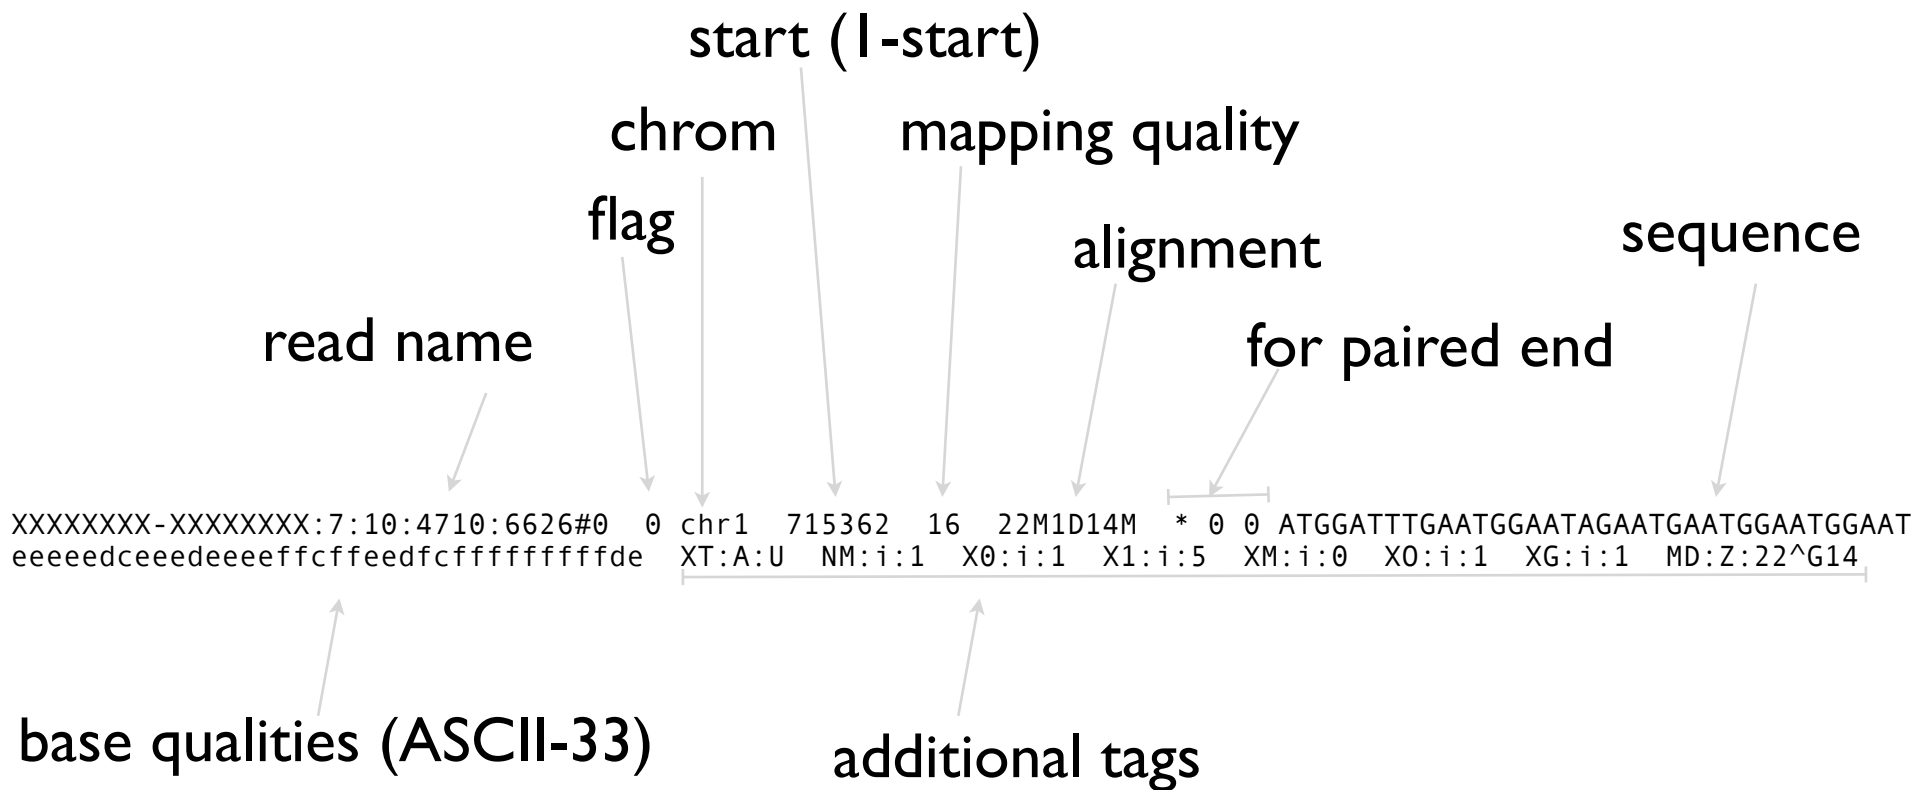 start (1-start)
chrom
mapping quality
flag
alignment
sequence
read name
for paired end
XXXXXXXX-XXXXXXXX:7:10:4710:6626#0 0 chr1 715362 16 22M1D14M * 0 0 ATGGATTTGAATGGAATAGAATGAATGGAATGGAAT
eeeeedceeedeeeeffcffeedfcfffffffffde XT:A:U NM:i:1 X0:i:1 X1:i:5 XM:i:0 XO:i:1 XG:i:1 MD:Z:22^G14
base qualities (ASCII-33)
additional tags